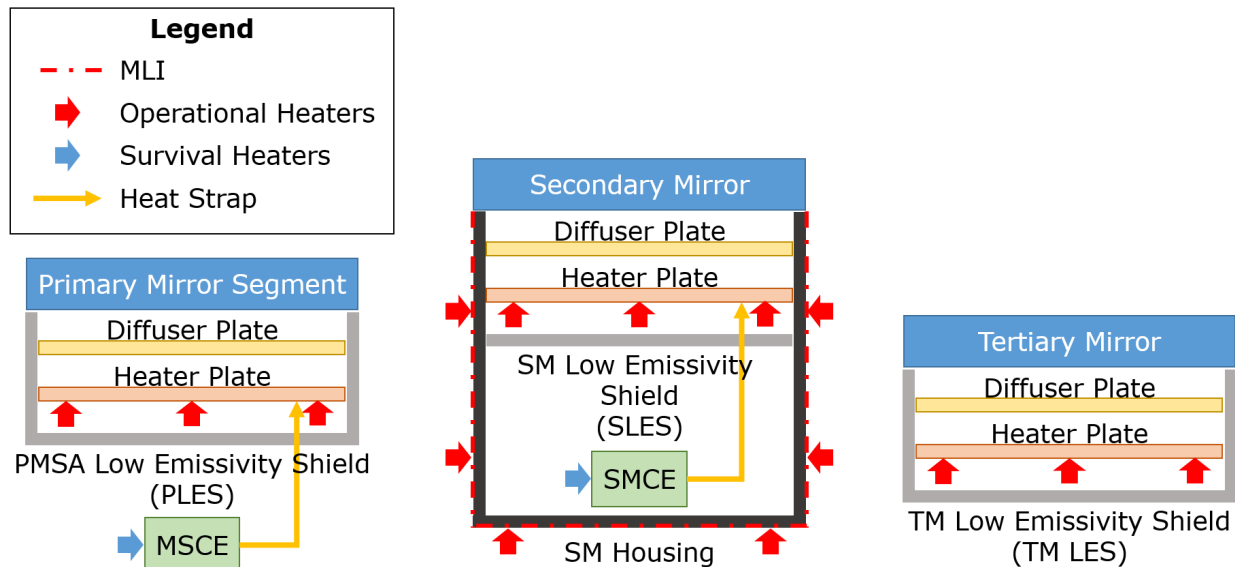 Legend
MLI
Operational Heaters
Survival Heaters
Heat Strap
Primary Mirror Segment
Diffuser Plate
Heater Plate
PMSA Low Emissivity Shield
(PLES)
MSCE
Secondary Mirror
Diffuser Plate
Heater Plate
SM Low Emissivity
Shield
(SLES)
SMCE
SM Housing
Tertiary Mirror
Diffuser Plate
Heater Plate
TM Low Emissivity Shield
(TM LES)